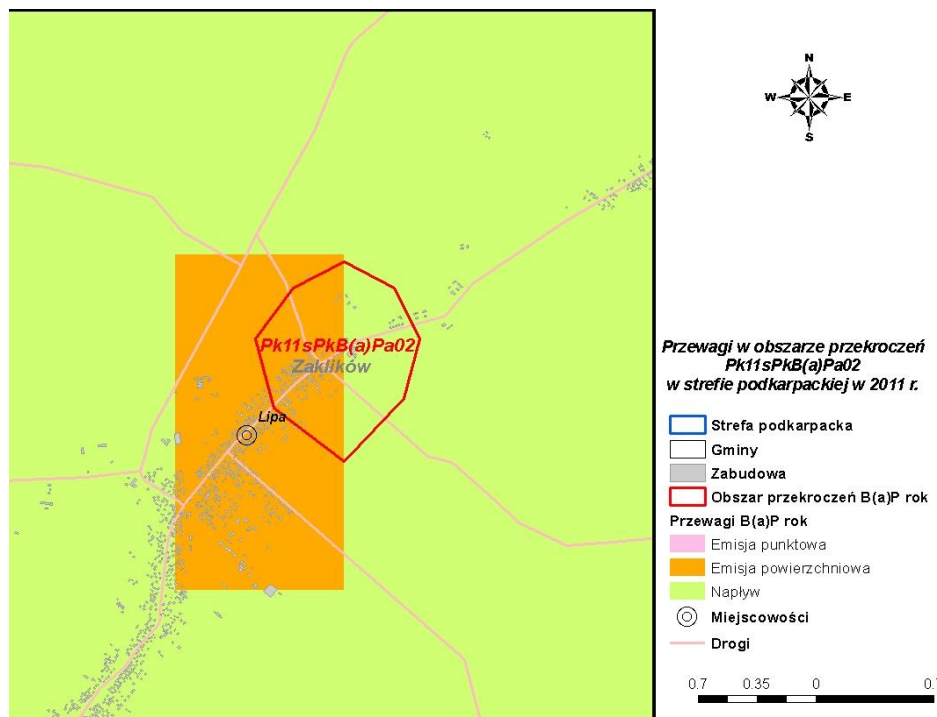 N
W E
S
Pk11sPkB(a)Pa02
Zaklików
Lipa
Przewagi w obszarze przekroczeń
Pk11sPkB(a)Pa02
w strefie podkarpackiej w 2011 r.
Strefa podkarpacka
Gminy
Zabudowa
Obszar przekroczeń B(a)P rok
Przewagi B(a)P rok
Emisja punktowa
Emisja powierzchniowa
Napływ
Miejscowości
Drogi
0.7 0.35 0